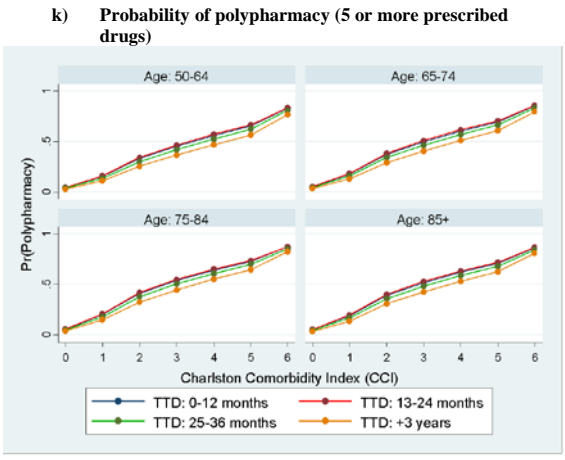 k) Probability of polypharmacy (5 or more prescribed
drugs)
Age: 50-64
Age: 65-74
Age: 75-84
Age: 85+
Pr(Polypharmacy)
1
.5
0
1
.5
0
0 1 2 3 4 5 6
0 1 2 3 4 5 6
Charlston Comorbidity Index (CCI)
TTD: 0-12 months
TTD: 13-24 months
TTD: 25-36 months
TTD: +3 years